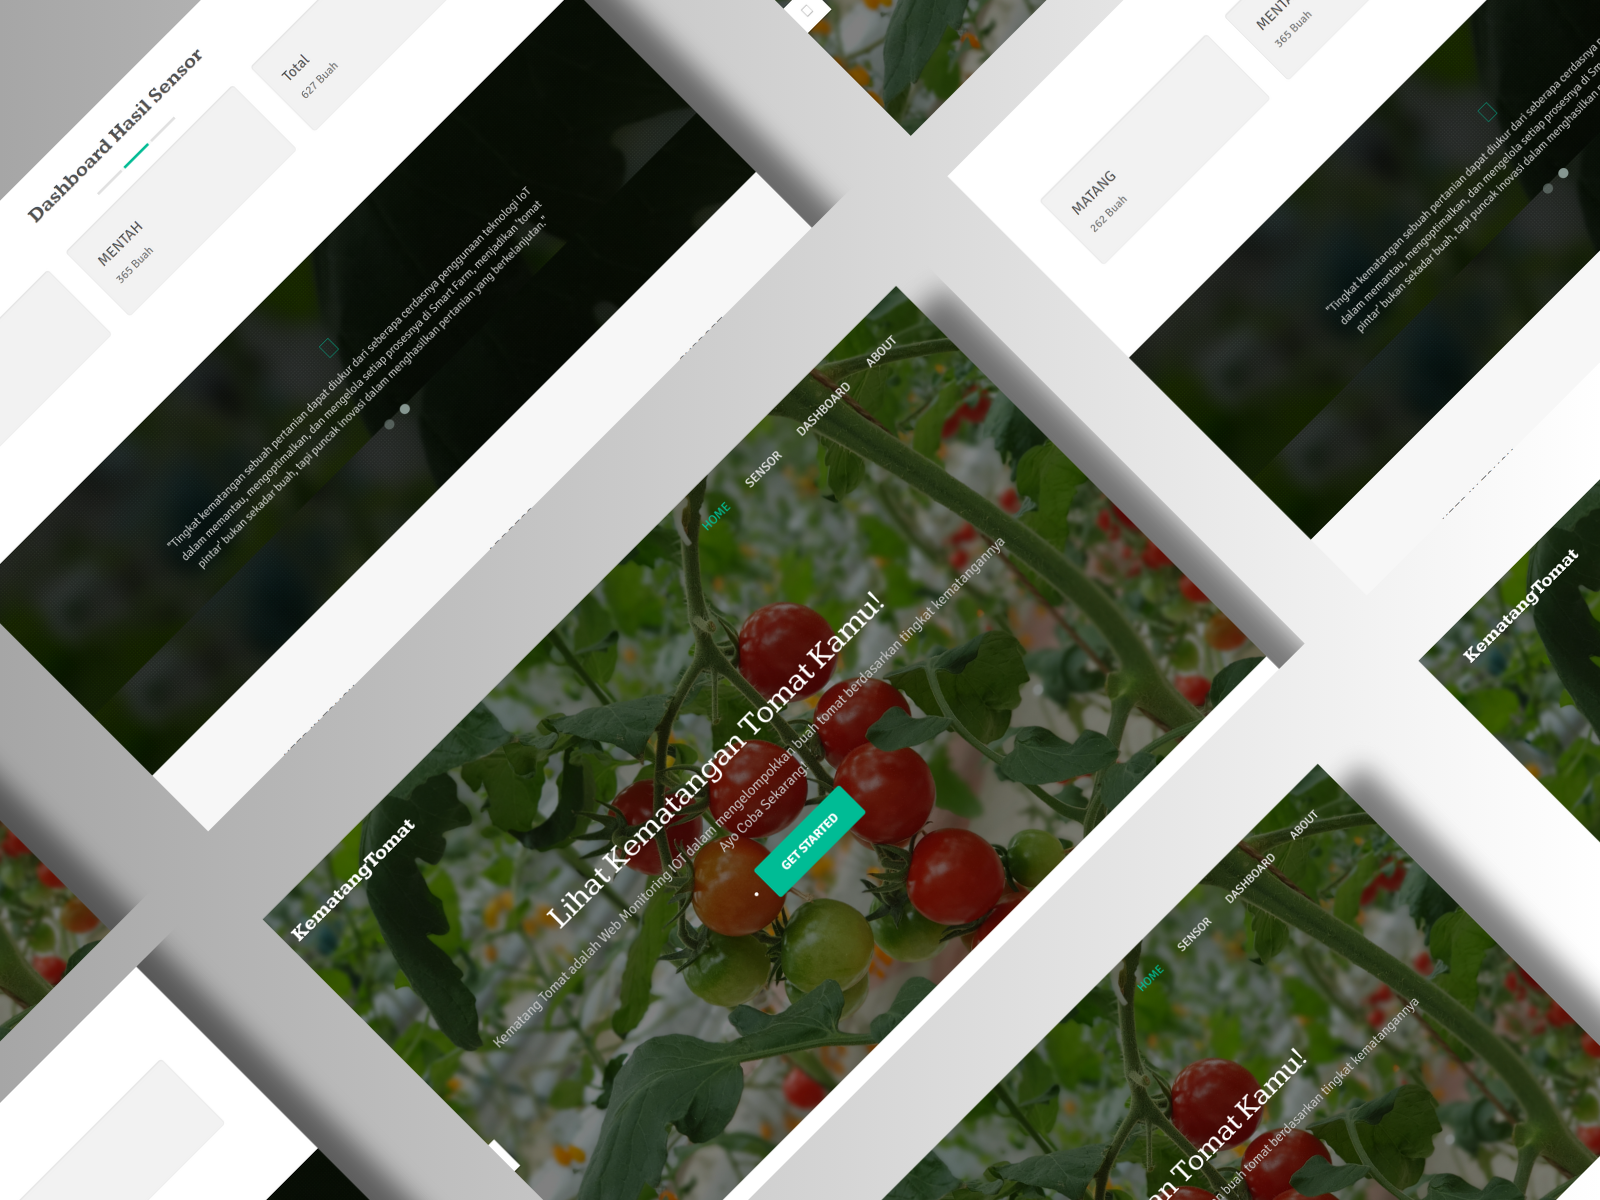 Dashboard Hasil Sensor
MENTAH
365 Buah
Total
627 Buah
"Tingkat kematangan sebuah pertanian dapat diukur dari seberapa cerdasnya penggunaan teknologi IoT
dalam memantau, mengoptimalkan, dan mengelola setiap prosesnya di Smart Farm, menjadikan 'tomat
pintar' bukan sekadar buah, tapi puncak inovasi dalam menghasilkan pertanian yang berkelanjutan."
MATANG
262 Buah
MENTA
365 Buah
"Tingkat kematangan sebuah pertanian dapat diukur dari seberapa cerdasnya
dalam memantau, mengoptimalkan, dan mengelola setiap prosesnya di Sm
pintar' bukan sekadar buah, tapi puncak inovasi dalam menghasilkan
KematangTomat
HOME
SENSOR
DASHBOARD
ABOUT
Lihat Kematangan Tomat Kamu!
Kematang Tomat adalah Web Monitoring IOT dalam mengelompokkan buah tomat berdasarkan tingkat kematangannya
Ayo Coba Sekarang!
GET STARTED
KematangTomat
HOME
SENSOR
DASHBOARD
ABOUT
an Tomat Kamu!
buah tomat berdasarkan tingkat kematangannya